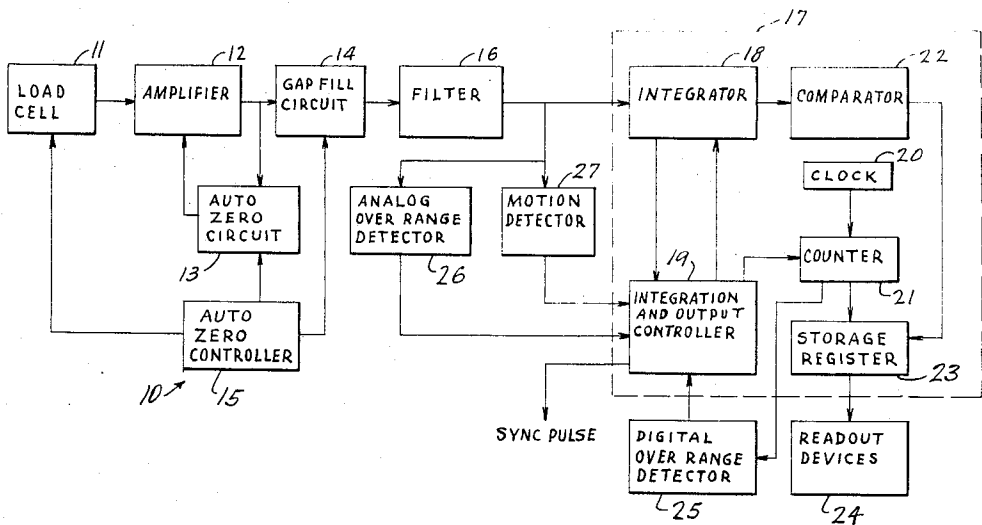 17
11
LOAD
CELL
12
AMPLIFIER
14
GAP FILL
CIRCUIT
16
FILTER
18
INTEGRATOR
22
COMPARATOR
20
CLOCK
AUTO
ZERO
CIRCUIT
13
ANALOG
OVER RANGE
DETECTOR
26
27
MOTION
DETECTOR
19
INTEGRATION
AND OUTPUT
CONTROLLER
COUNTER
21
AUTO
ZERO
CONTROLLER
15
10
STORAGE
REGISTER
23
SYNC PULSE
DIGITAL
OVER RANGE
DETECTOR
25
READOUT
DEVICES
24